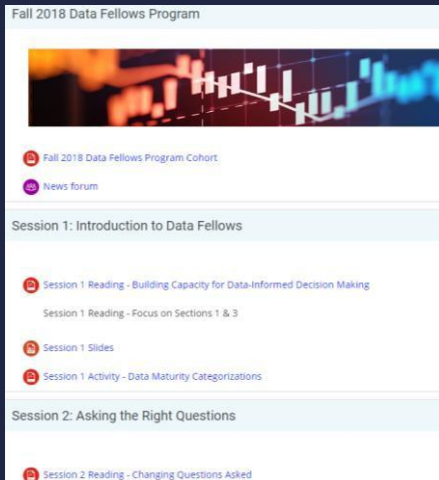 Fall 2018 Data Fellows Program
Fall 2018 Data Fellows Program Cohort
News forum
Session 1: Introduction to Data Fellows
Session 1 Reading - Building Capacity for Data-Informed Decision Making
Session 1 Reading - Focus on Sections 1 & 3
Session 1 Slides
Session 1 Activity - Data Maturity Categorizations
Session 2: Asking the Right Questions
Session 2 Reading - Changing Questions Asked